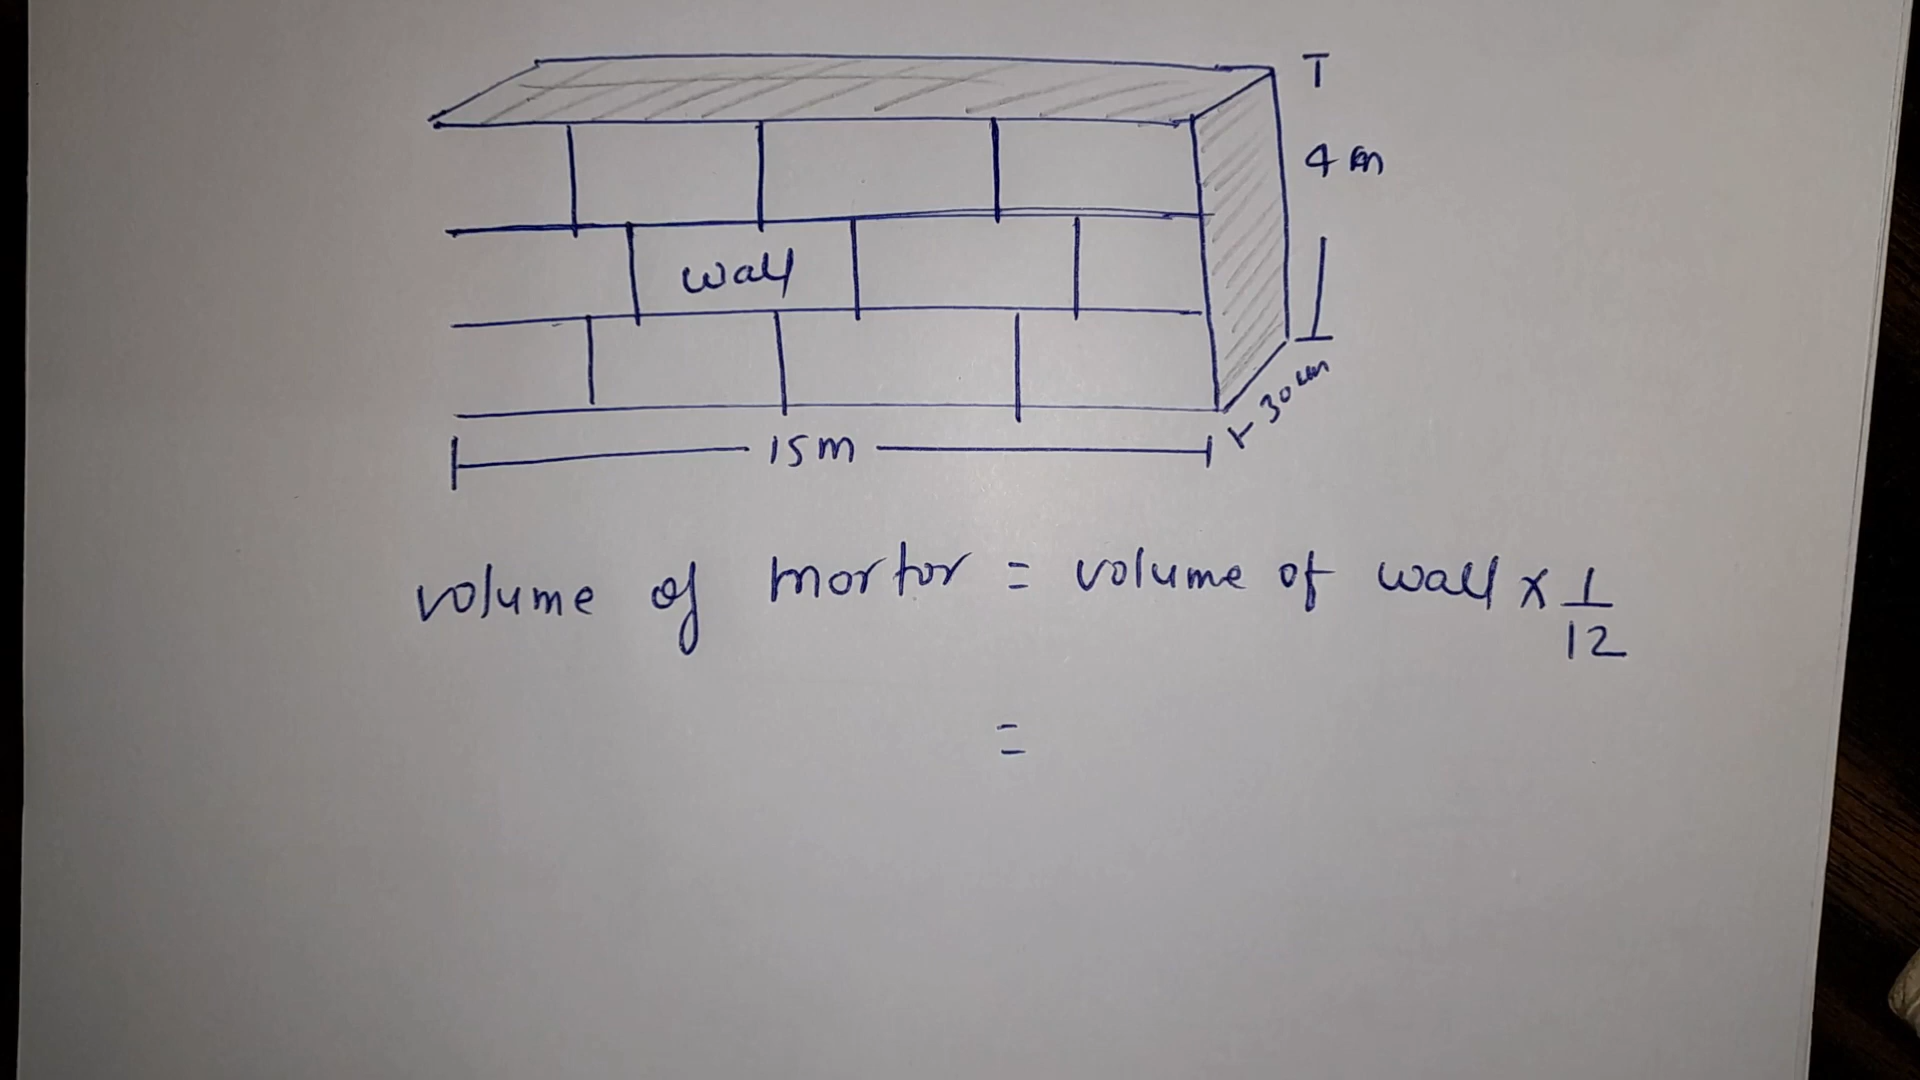 T
4 m
wall
30 cm
15m
volume of mortor = volume of wall x 1/12
=